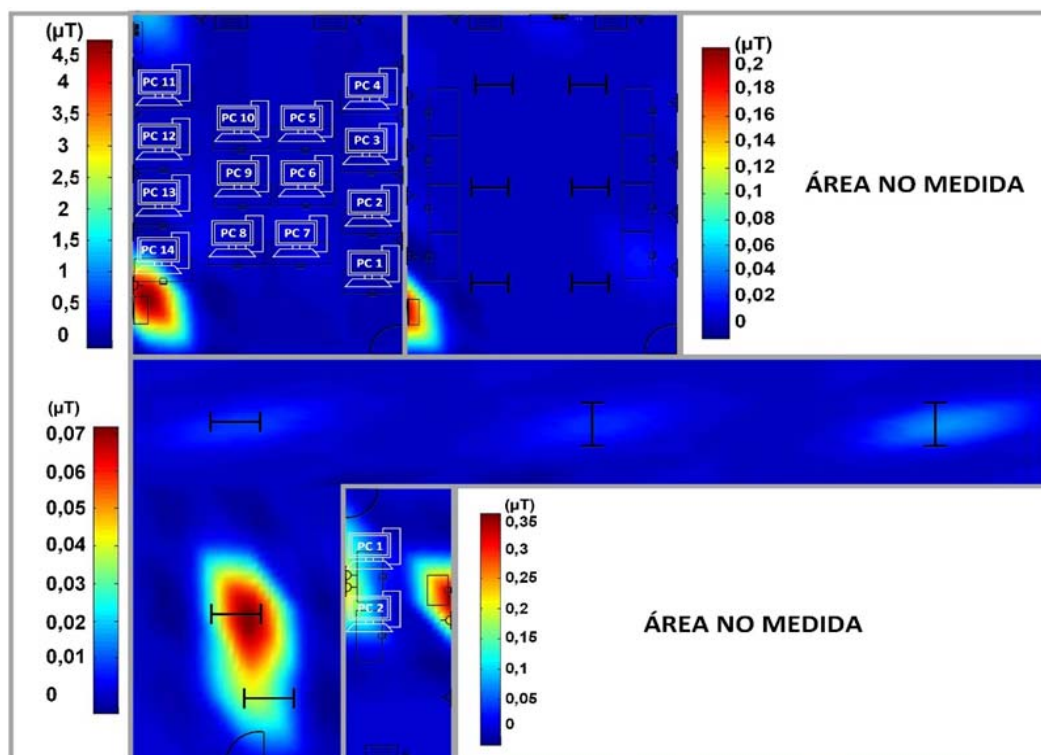 (µT)
4,5
4
3,5
3
2,5
2
1,5
1
0,5
0
PC 11
PC 12
PC 13
PC 14
PC 10
PC 9
PC 8
PC 5
PC 6
PC 7
PC 4
PC 3
PC 2
PC 1
(µT)
0,2
0,16
0,14
0,12
0,1
0,08
0,06
0,04
0,02
0
ÁREA NO MEDIDA
(µT)
0,07
0,06
0,05
0,04
0,03
0,02
0,01
0
PC 1
PC 2
(µT)
0,35
0,3
0,25
0,2
0,15
0,1
0,05
0
ÁREA NO MEDIDA